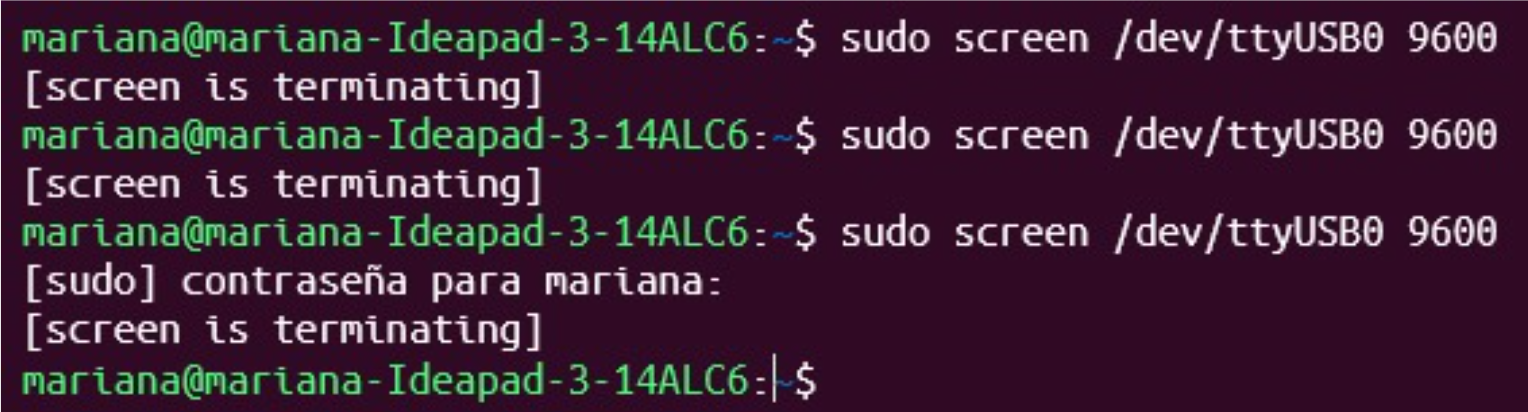 mariana@mariana-Ideapad-3-14ALC6:~$ sudo screen /dev/ttyUSB0 9600
[screen is terminating]
mariana@mariana-Ideapad-3-14ALC6:~$ sudo screen /dev/ttyUSB0 9600
[screen is terminating]
mariana@mariana-Ideapad-3-14ALC6:~$ sudo screen /dev/ttyUSB0 9600
[sudo] contraseña para mariana:
[screen is terminating]
mariana@mariana-Ideapad-3-14ALC6:~$